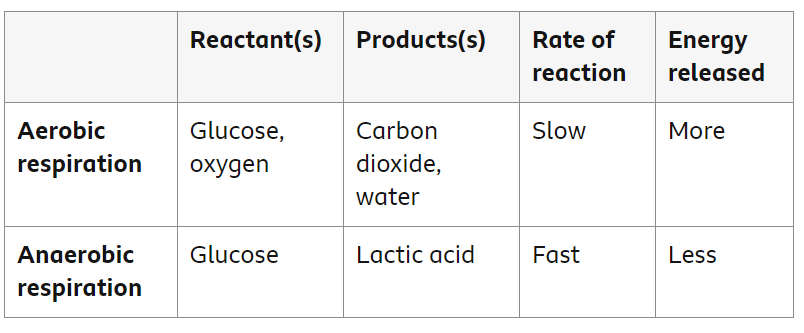 Reactant(s) Products(s) Rate of reaction Energy released
Aerobic respiration Glucose, oxygen Carbon dioxide, water Slow More
Anaerobic respiration Glucose Lactic acid Fast Less